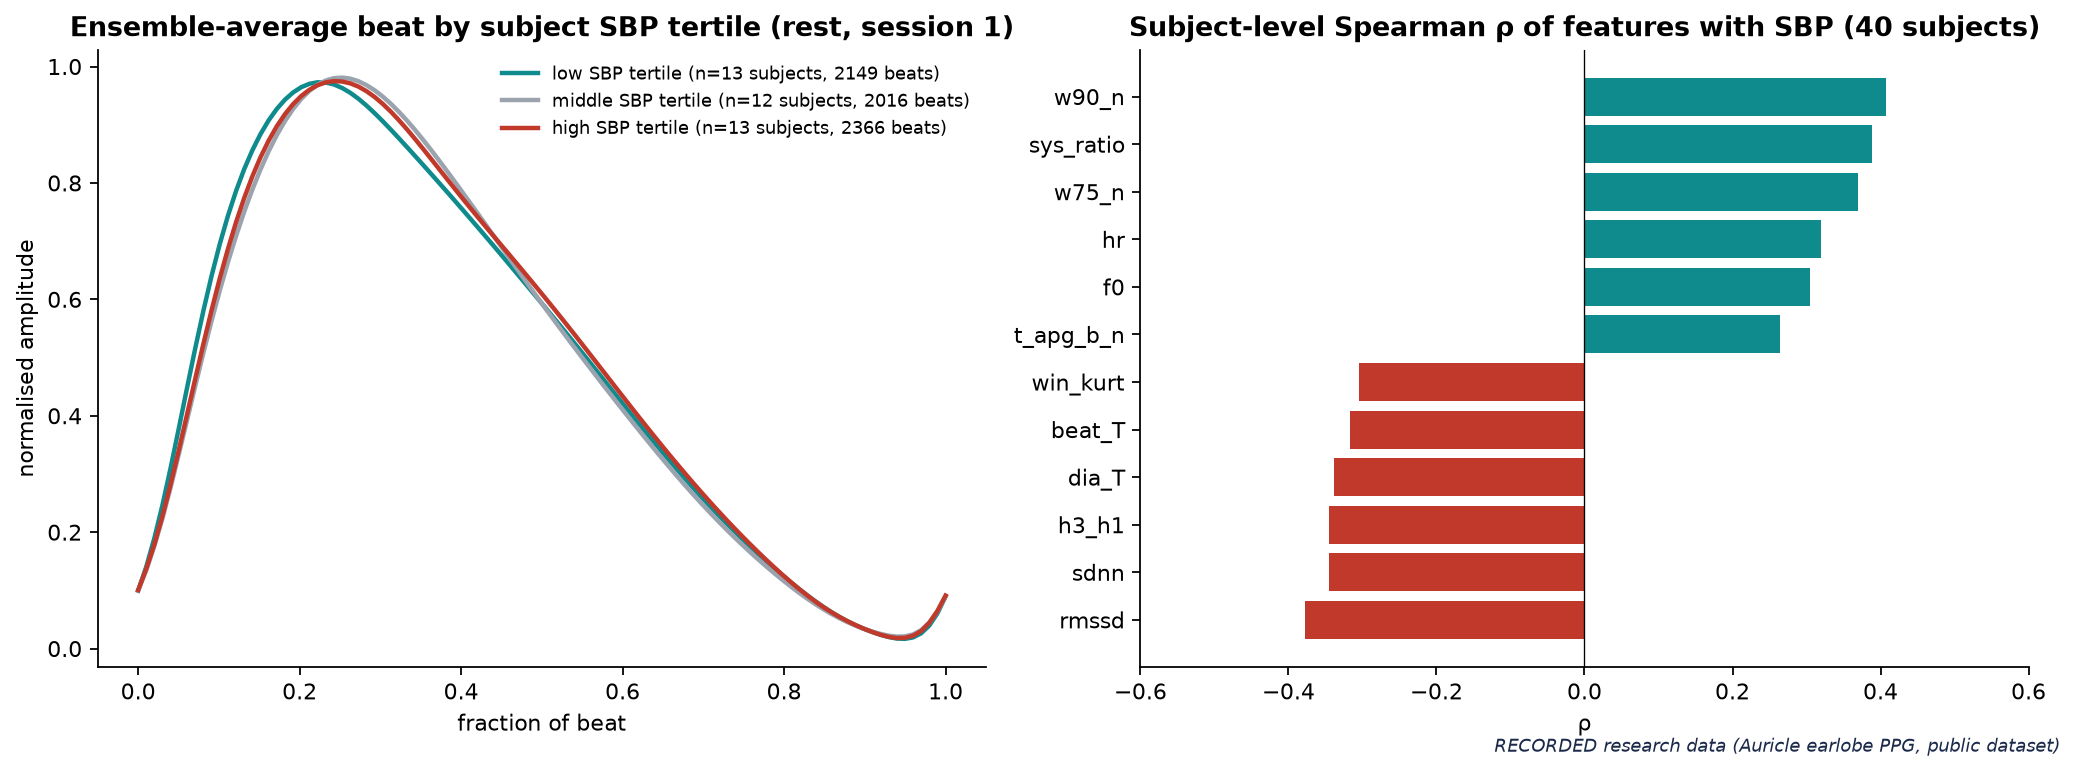 Ensemble-average beat by subject SBP tertile (rest, session 1)
normalised amplitude
1.0
0.8
0.6
0.4
0.2
0.0
low SBP tertile (n=13 subjects, 2149 beats)
middle SBP tertile (n=12 subjects, 2016 beats)
high SBP tertile (n=13 subjects, 2366 beats)
0.0 0.2 0.4 0.6 0.8 1.0
fraction of beat
Subject-level Spearman ρ of features with SBP (40 subjects)
w90_n
sys_ratio
w75_n
hr
f0
t_apg_b_n
win_kurt
beat_T
dia_T
h3_h1
sdnn
rmssd
−0.6 −0.4 −0.2 0.0 0.2 0.4 0.6
ρ
RECORDED research data (Auricle earlobe PPG, public dataset)